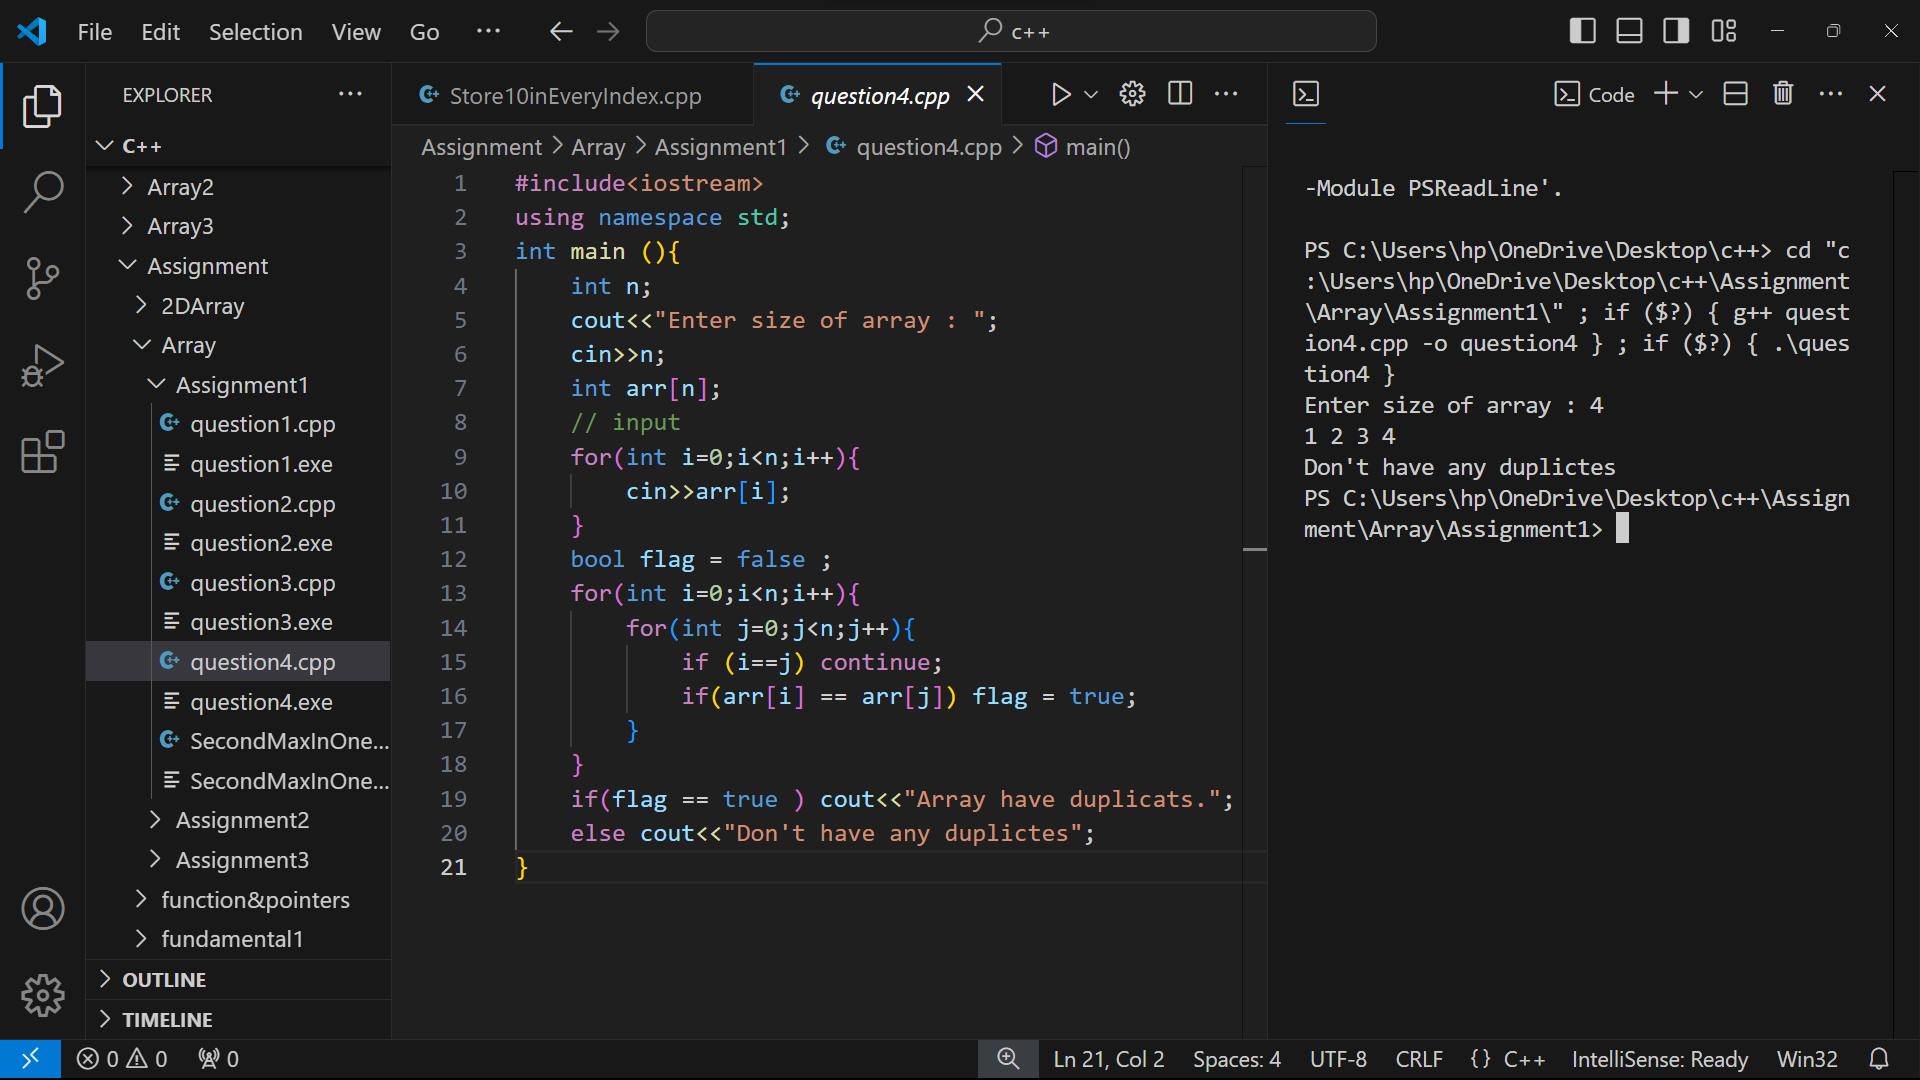 File Edit Selection View Go ··· c++
EXPLORER ···
C++
Array2
Array3
Assignment
2DArray
Array
Assignment1
question1.cpp
question1.exe
question2.cpp
question2.exe
question3.cpp
question3.exe
question4.cpp
question4.exe
SecondMaxInOne...
SecondMaxInOne...
Assignment2
Assignment3
function&pointers
fundamental1
OUTLINE
TIMELINE
Store10inEveryIndex.cpp question4.cpp
Assignment > Array > Assignment1 > question4.cpp > main()
1 #include<iostream>
2 using namespace std;
3 int main (){
4 int n;
5 cout<<"Enter size of array : ";
6 cin>>n;
7 int arr[n];
8 // input
9 for(int i=0;i<n;i++){
10 cin>>arr[i];
11 }
12 bool flag = false ;
13 for(int i=0;i<n;i++){
14 for(int j=0;j<n;j++){
15 if (i==j) continue;
16 if(arr[i] == arr[j]) flag = true;
17 }
18 }
19 if(flag == true ) cout<<"Array have duplicats.";
20 else cout<<"Don't have any duplictes";
21 }
Code
-Module PSReadLine'.
PS C:\Users\hp\OneDrive\Desktop\c++> cd "c
:\Users\hp\OneDrive\Desktop\c++\Assignment
\Array\Assignment1\" ; if ($?) { g++ quest
ion4.cpp -o question4 } ; if ($?) { .\ques
tion4 }
Enter size of array : 4
1 2 3 4
Don't have any duplictes
PS C:\Users\hp\OneDrive\Desktop\c++\Assign
ment\Array\Assignment1>
0 0 0 Ln 21, Col 2 Spaces: 4 UTF-8 CRLF {} C++ IntelliSense: Ready Win32